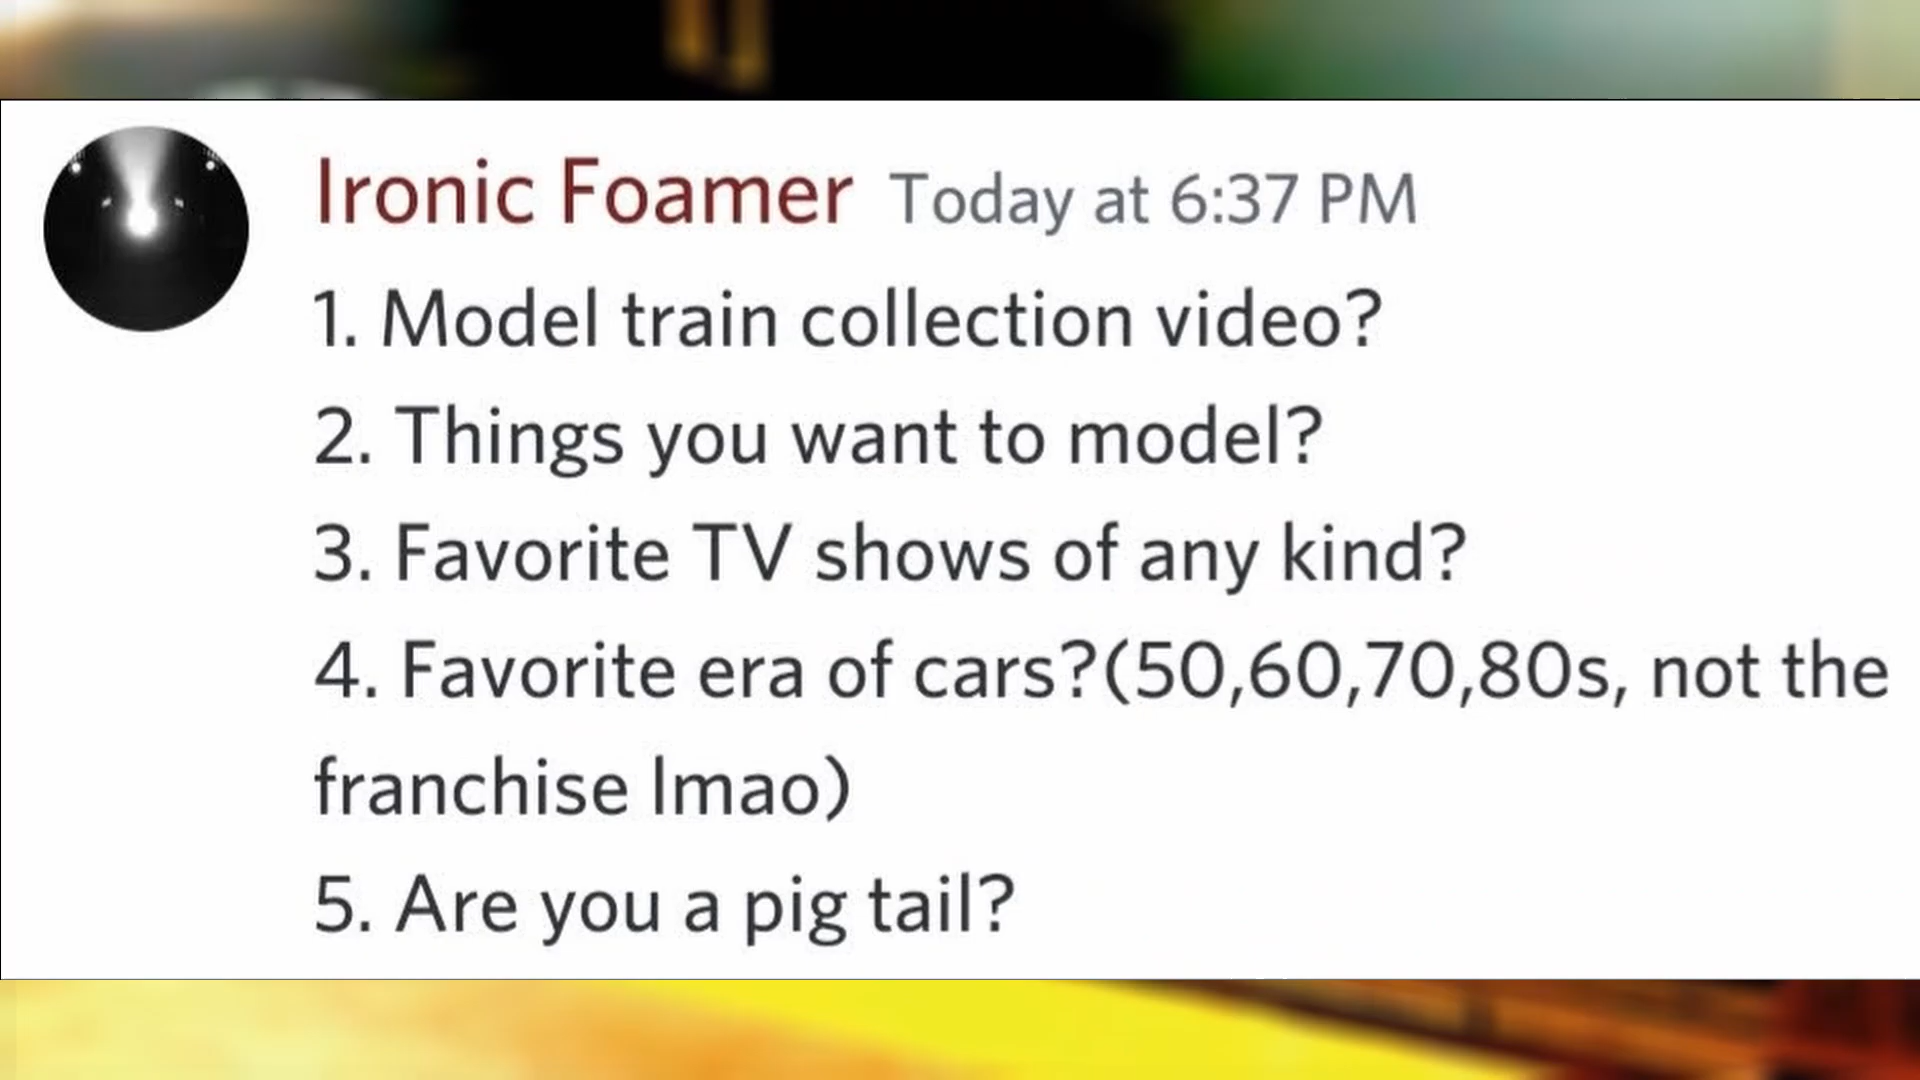 Ironic Foamer Today at 6:37 PM
1. Model train collection video?
2. Things you want to model?
3. Favorite TV shows of any kind?
4. Favorite era of cars?(50,60,70,80s, not the
franchise lmao)
5. Are you a pig tail?